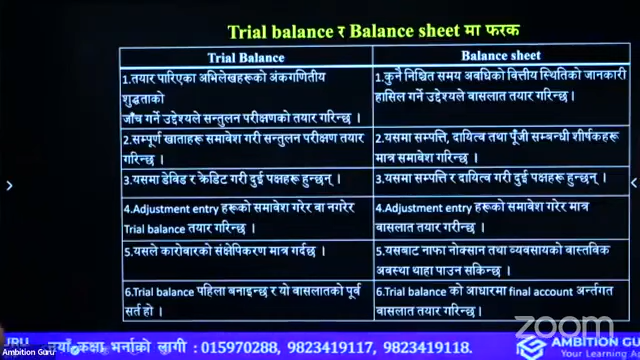 Trial balance र Balance sheet मा फरक
Trial Balance
Balance sheet
1.तयार पारिएका अभिलेखहरूको अंकगणितीय
शुद्धताको
जाँच गर्ने उद्देश्यले सन्तुलन परीक्षणको तयार गरिन्छ ।
1.कुनै निश्चित समय अवधिको वित्तीय स्थितिको जानकारी
हासिल गर्ने उद्देश्यले वासलात तयार गरिन्छ ।
2.सम्पूर्ण खाताहरू समावेश गरी सन्तुलन परीक्षण तयार
गरिन्छ ।
2.यसमा सम्पत्ति, दायित्व तथा पूँजी सम्बन्धी शीर्षकहरू
मात्र समावेश गरिन्छ ।
3.यसमा डेविड र क्रेडिट गरी दुई पक्षहरू हुन्छन् ।
3.यसमा सम्पत्ति र दायित्व गरी दुई पक्षहरू हुन्छन् ।
4.Adjustment entry हरूको समावेश गरेर वा नगरेर
Trial balance तयार गरिन्छ ।
4.Adjustment entry हरूको समावेश गरेर मात्र
वासलात तयार गरीन्छ ।
5.यसले कारोबारको संक्षेपिकरण मात्र गर्दछ ।
5.यसबाट नाफा नोक्सान तथा व्यवसायको वास्तविक
अवस्था थाहा पाउन सकिन्छ ।
6.Trial balance पहिला बनाइन्छ र यो वासलातको पूर्व
सर्त हो ।
6.Trial balance को आधारमा final account अर्न्तगत
वासलात तयार गरिन्छ ।
zoom
नयाँ कक्षा भर्नाका लागी : 015970288, 9823419117, 9823419118.
Ambition Guru
AMBITION GU
Your Learning A